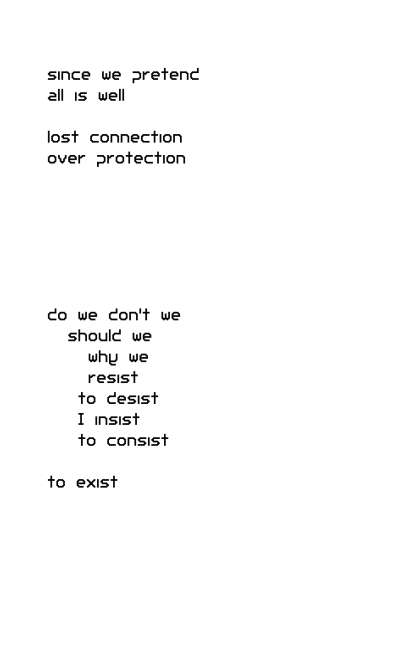 since we pretend
all is well
lost connection
over protection
do we don't we
should we
why we
resist
to desist
I insist
to consist
to exist